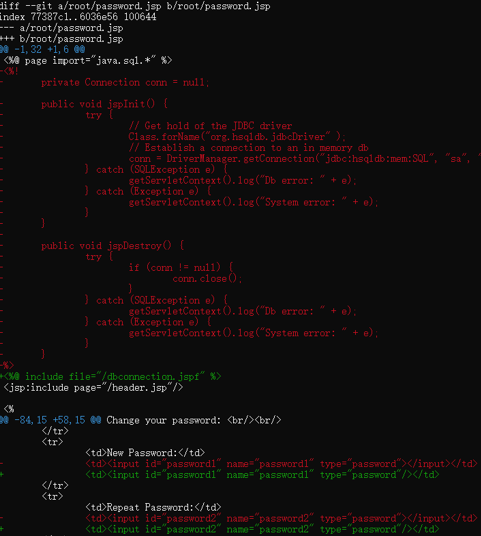 diff --git a/root/password.jsp b/root/password.jsp
index 77387c1..6036e56 100644
--- a/root/password.jsp
+++ b/root/password.jsp
@@ -1,32 +1,6 @@
 <%@ page import="java.sql.*" %>
-<%!
-       private Connection conn = null;
-
-       public void jspInit() {
-               try {
-                       // Get hold of the JDBC driver
-                       Class.forName("org.hsqldb.jdbcDriver" );
-                       // Establish a connection to an in memory db
-                       conn = DriverManager.getConnection("jdbc:hsqldb:mem:SQL", "sa", "
-               } catch (SQLException e) {
-                       getServletContext().log("Db error: " + e);
-               } catch (Exception e) {
-                       getServletContext().log("System error: " + e);
-               }
-       }
-
-       public void jspDestroy() {
-               try {
-                       if (conn != null) {
-                               conn.close();
-                       }
-               } catch (SQLException e) {
-                       getServletContext().log("Db error: " + e);
-               } catch (Exception e) {
-                       getServletContext().log("System error: " + e);
-               }
-       }
-%>
+<%@ include file="/dbconnection.jspf" %>
 <jsp:include page="/header.jsp"/>

 <%
@@ -84,15 +58,15 @@ Change your password: <br/><br/>
        </tr>
        <tr>
                <td>New Password:</td>
-               <td><input id="password1" name="password1" type="password"></input></td>
+               <td><input id="password1" name="password1" type="password"/></td>
        </tr>
        <tr>
                <td>Repeat Password:</td>
-               <td><input id="password2" name="password2" type="password"></input></td>
+               <td><input id="password2" name="password2" type="password"/></td>